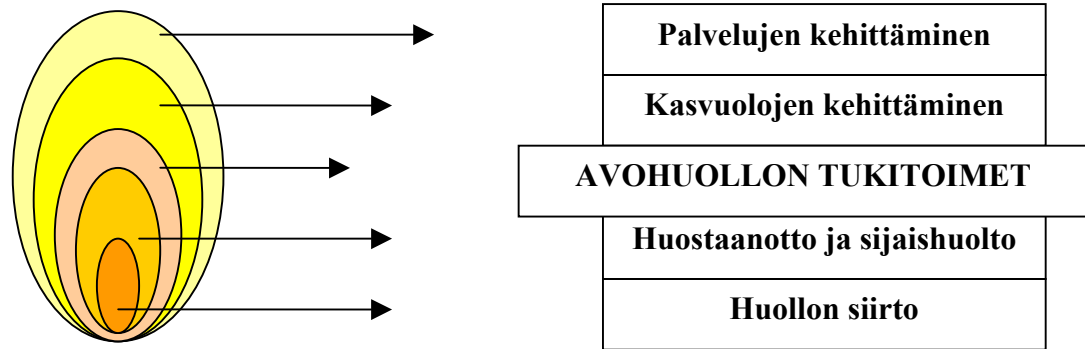 Palvelujen kehittäminen
Kasvuolojen kehittäminen
AVOHUOLLON TUKITOIMET
Huostaanotto ja sijaishuolto
Huollon siirto